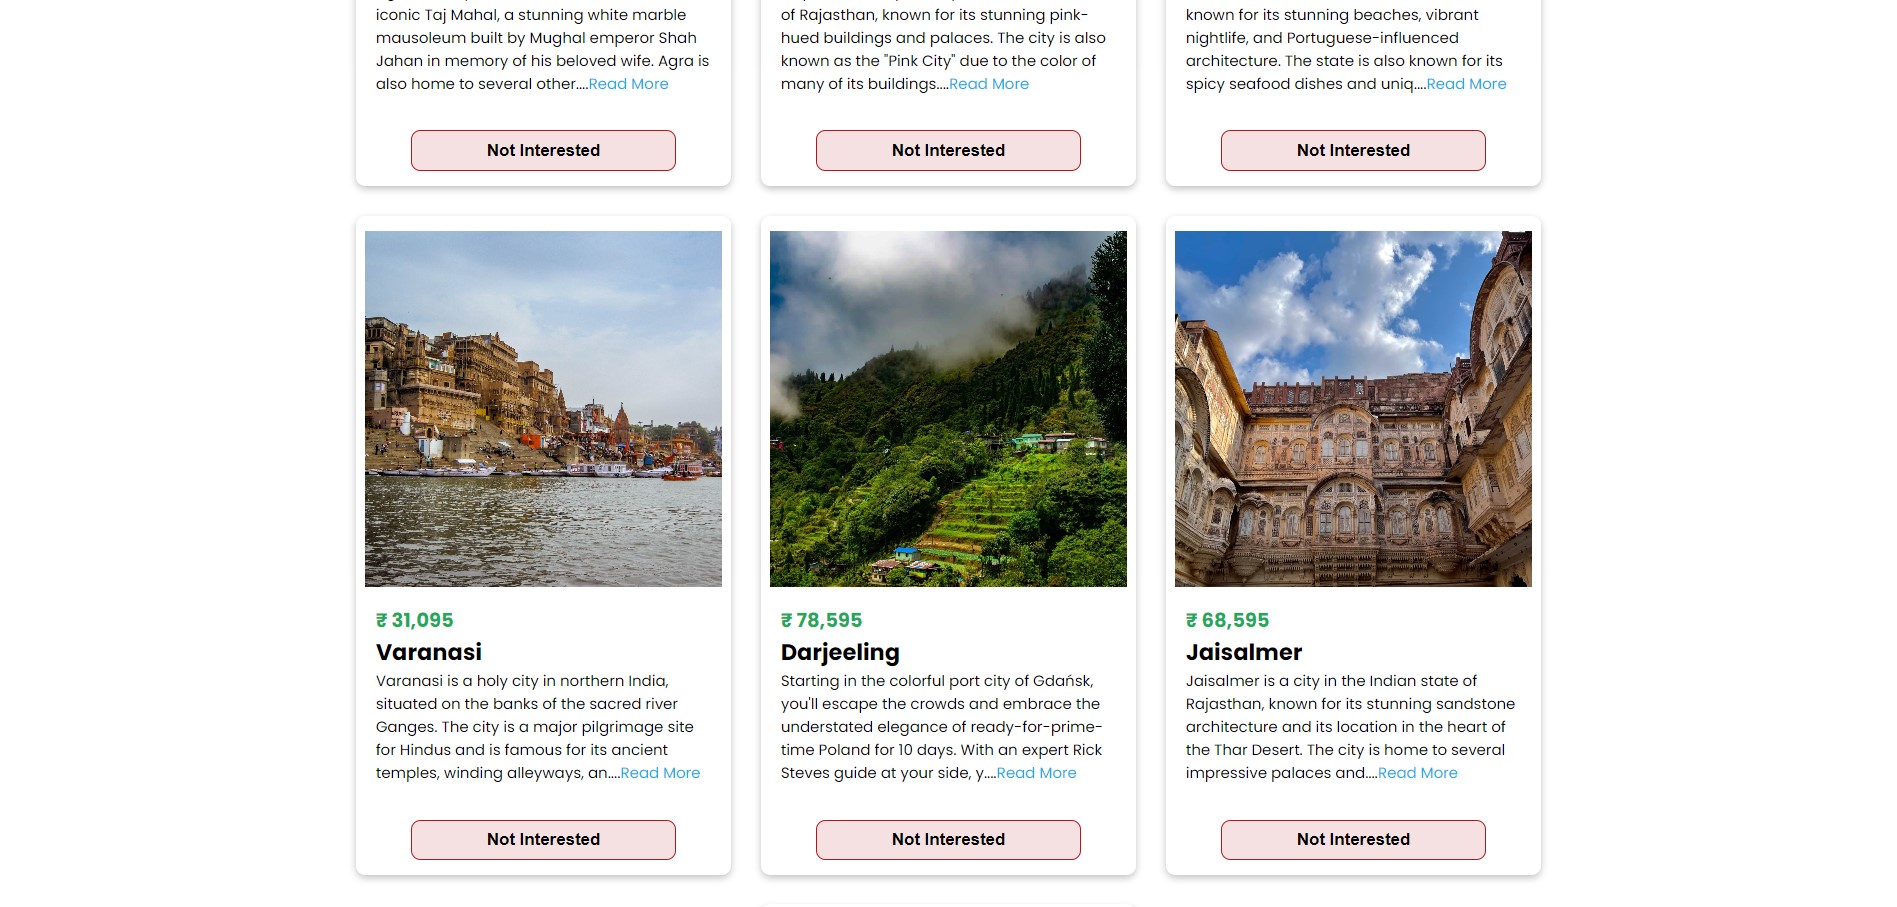 iconic Taj Mahal, a stunning white marble
mausoleum built by Mughal emperor Shah
Jahan in memory of his beloved wife. Agra is
also home to several other....Read More
Not Interested
of Rajasthan, known for its stunning pink-
hued buildings and palaces. The city is also
known as the "Pink City" due to the color of
many of its buildings....Read More
Not Interested
known for its stunning beaches, vibrant
nightlife, and Portuguese-influenced
architecture. The state is also known for its
spicy seafood dishes and uniq....Read More
Not Interested
₹ 31,095
Varanasi
Varanasi is a holy city in northern India,
situated on the banks of the sacred river
Ganges. The city is a major pilgrimage site
for Hindus and is famous for its ancient
temples, winding alleyways, an....Read More
Not Interested
₹ 78,595
Darjeeling
Starting in the colorful port city of Gdańsk,
you'll escape the crowds and embrace the
understated elegance of ready-for-prime-
time Poland for 10 days. With an expert Rick
Steves guide at your side, y....Read More
Not Interested
₹ 68,595
Jaisalmer
Jaisalmer is a city in the Indian state of
Rajasthan, known for its stunning sandstone
architecture and its location in the heart of
the Thar Desert. The city is home to several
impressive palaces and....Read More
Not Interested